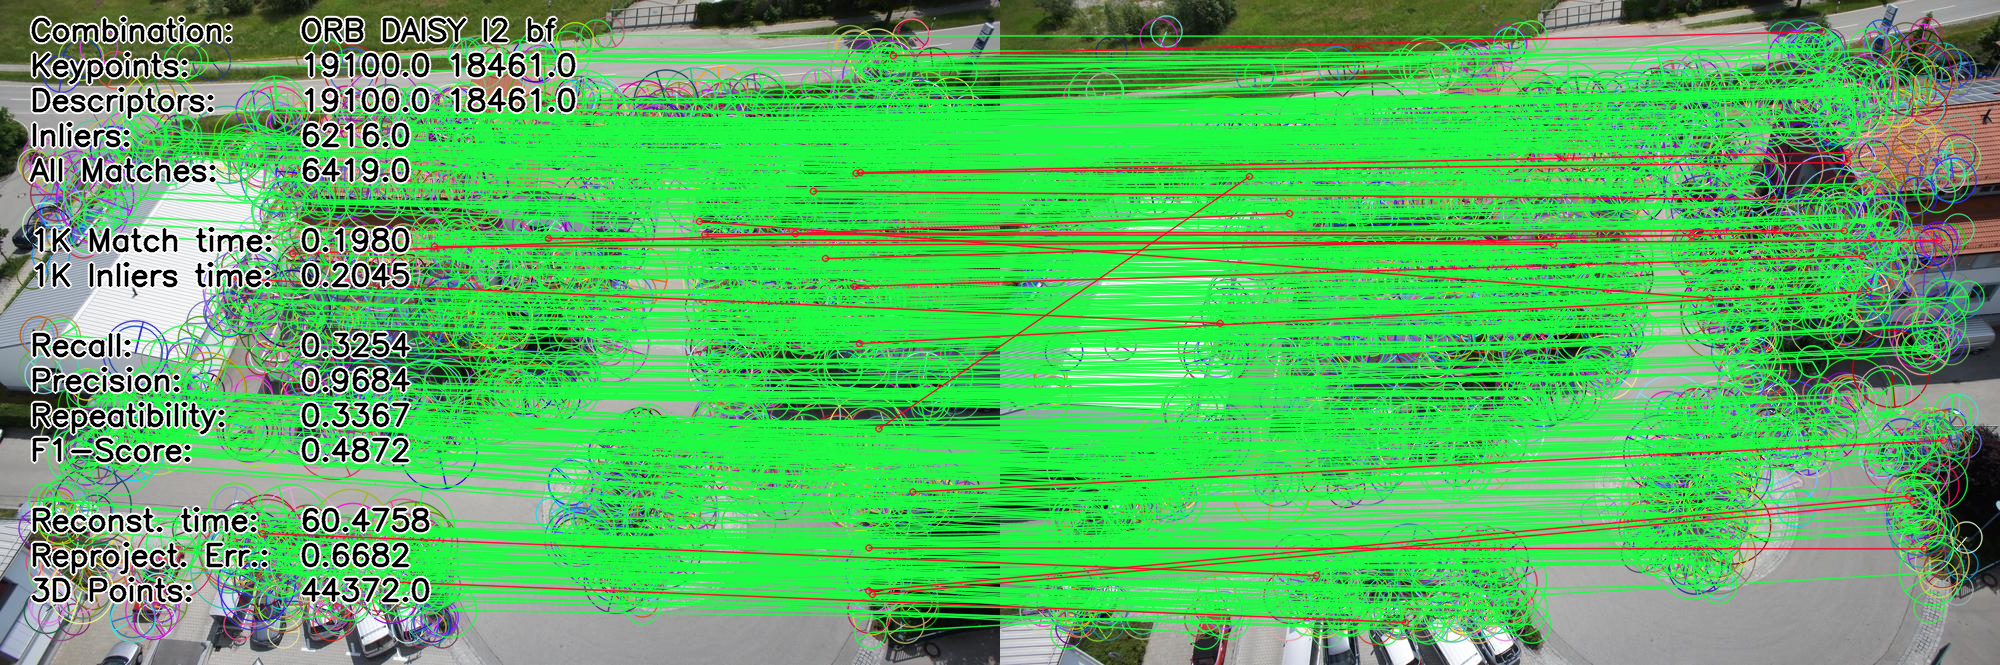 Combination: ORB DAISY l2 bf
Keypoints: 19100.0 18461.0
Descriptors: 19100.0 18461.0
Inliers: 6216.0
All Matches: 6419.0
1K Match time: 0.1980
1K Inliers time: 0.2045
Recall: 0.3254
Precision: 0.9684
Repeatibility: 0.3367
F1-Score: 0.4872
Reconst. time: 60.4758
Reproject. Err.: 0.6682
3D Points: 44372.0